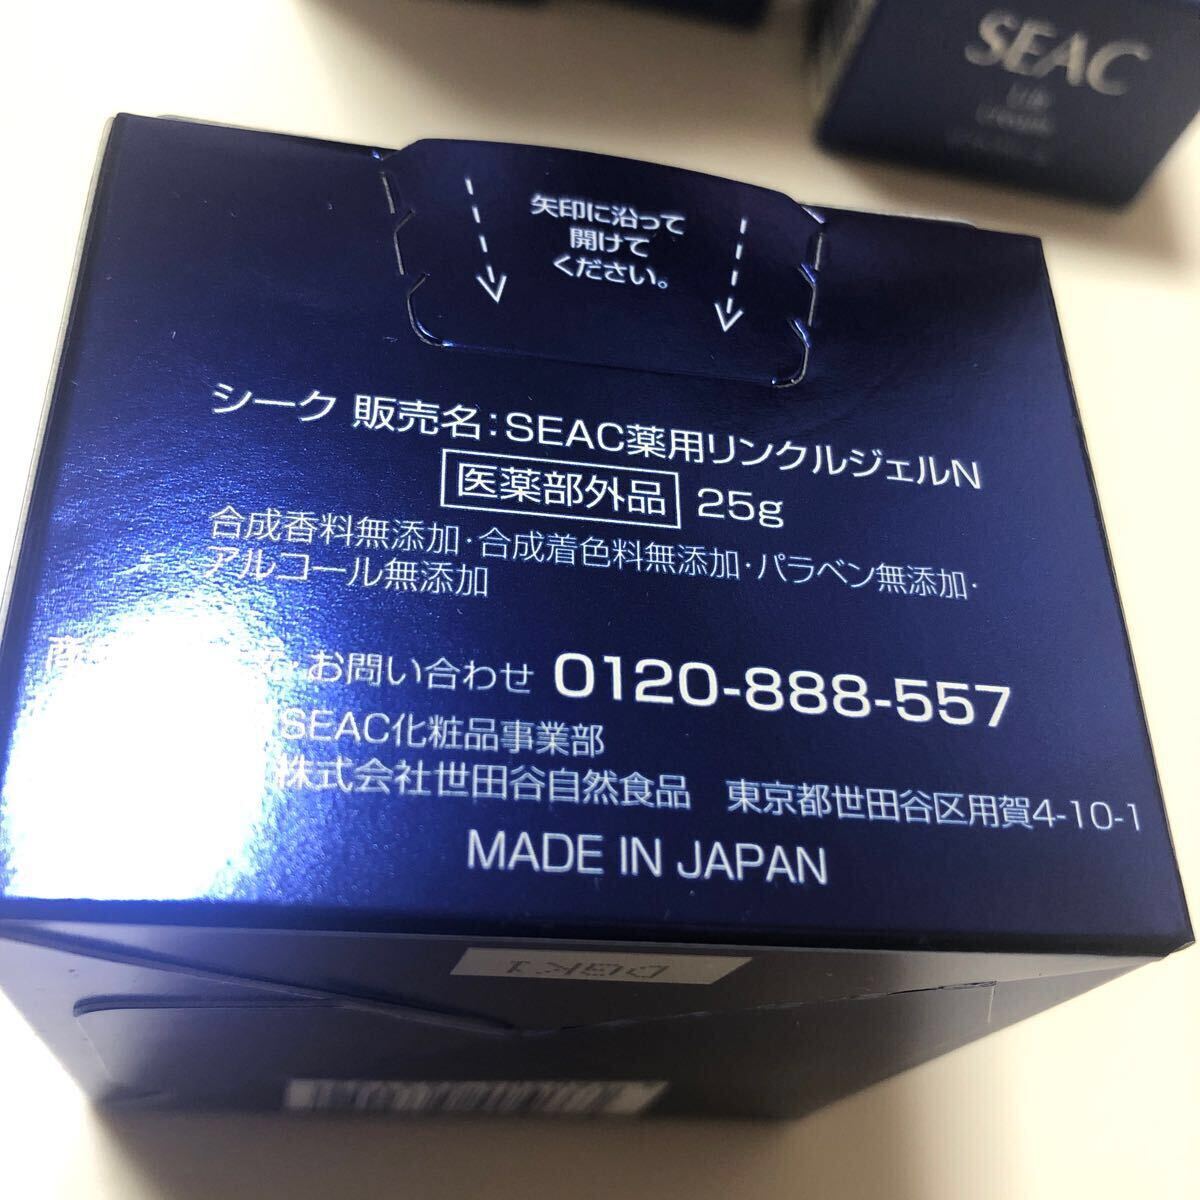 SEAC
矢印に沿って
開けて
ください。
シーク 販売名:SEAC薬用リンクルジェルN
医薬部外品 25g
合成香料無添加・合成着色料無添加・パラベン無添加・
アルコール無添加
お問い合わせ 0120-888-557
SEAC化粧品事業部
株式会社世田谷自然食品 東京都世田谷区用賀4-10-1
MADE IN JAPAN